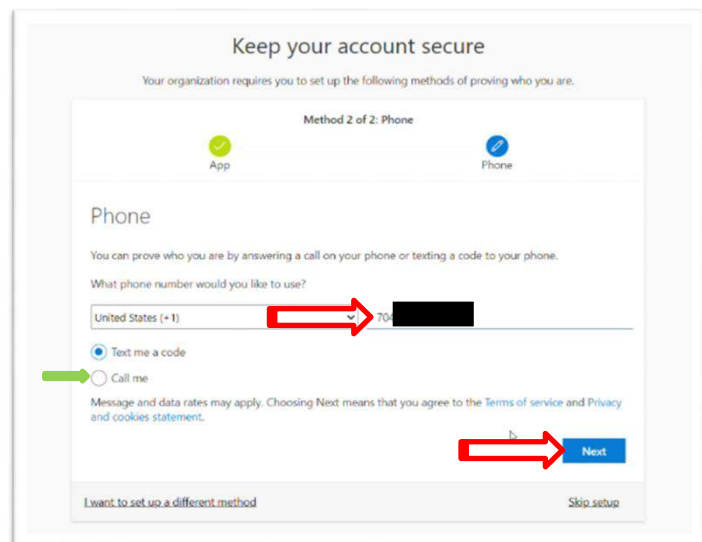 Keep your account secure
Your organization requires you to set up the following methods of proving who you are.
Method 2 of 2: Phone
App
Phone
Phone
You can prove who you are by answering a call on your phone or texting a code to your phone.
What phone number would you like to use?
United States (+1)
704
Text me a code
Call me
Message and data rates may apply. Choosing Next means that you agree to the Terms of service and Privacy
and cookies statement.
Next
I want to set up a different method
Skip setup